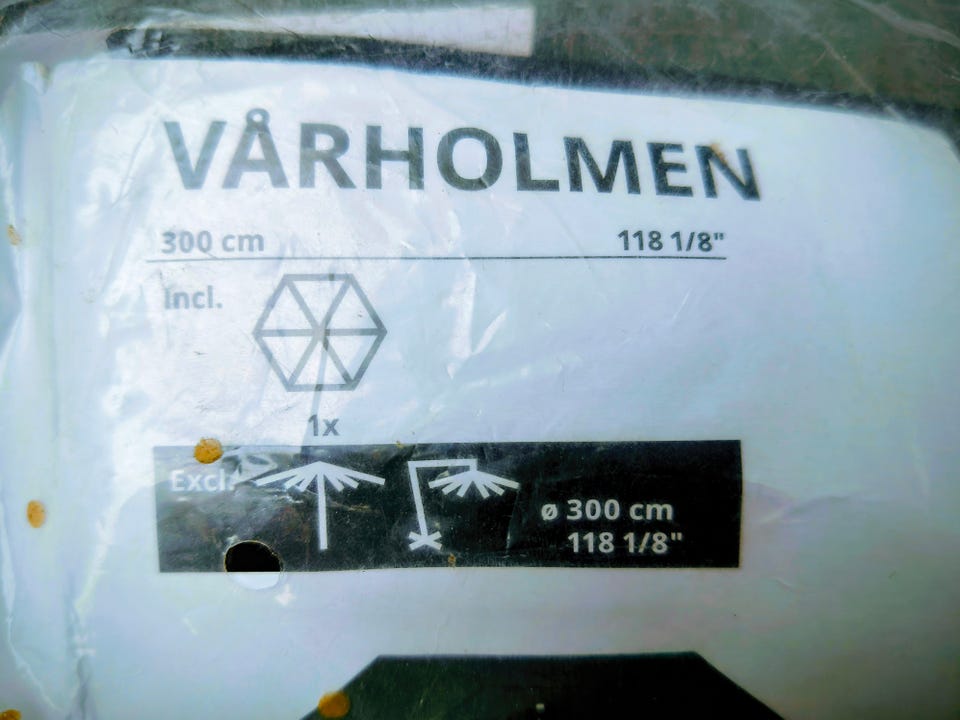 VÅRHOLMEN
300 cm 118 1/8"
Incl.
1x
Excl.
ø 300 cm
118 1/8"